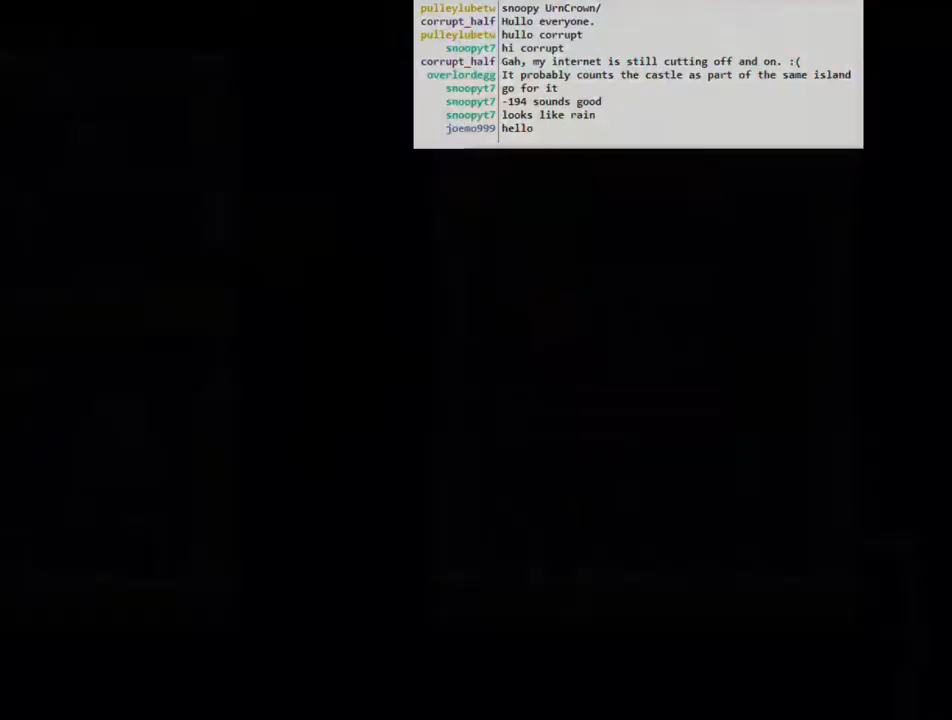 pulleylubetw snoopy UrnCrown/
corrupt_half Hullo everyone.
pulleylubetw hullo corrupt
snoopyt7 hi corrupt
corrupt_half Gah, my internet is still cutting off and on. :(
overlordegg It probably counts the castle as part of the same island
snoopyt7 go for it
snoopyt7 -194 sounds good
snoopyt7 looks like rain
joemo999 hello